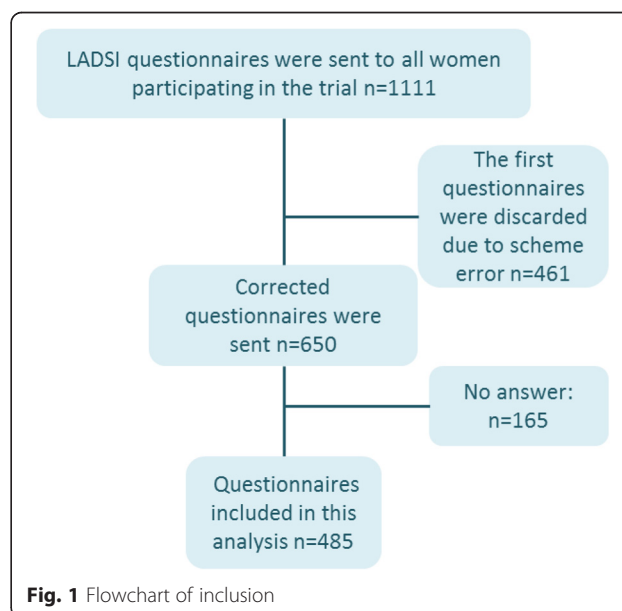 LADSI questionnaires were sent to all women
participating in the trial n=1111
The first
questionnaires
were discarded
due to scheme
error n=461
Corrected
questionnaires were
sent n=650
No answer:
n=165
Questionnaires
included in this
analysis n=485
Fig. 1 Flowchart of inclusion